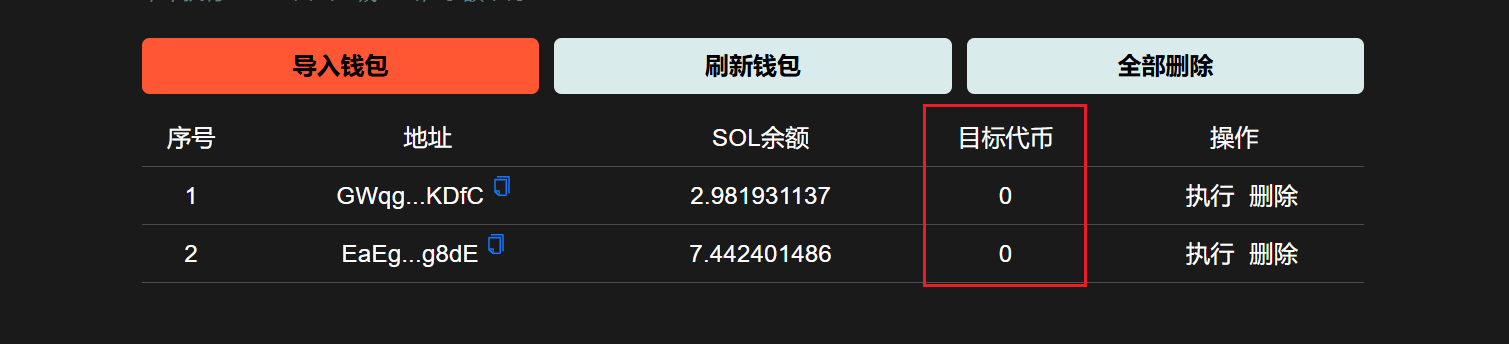 导入钱包 刷新钱包 全部删除
序号 地址 SOL余额 目标代币 操作
1 GWqg...KDfC 2.981931137 0 执行 删除
2 EaEg...g8dE 7.442401486 0 执行 删除